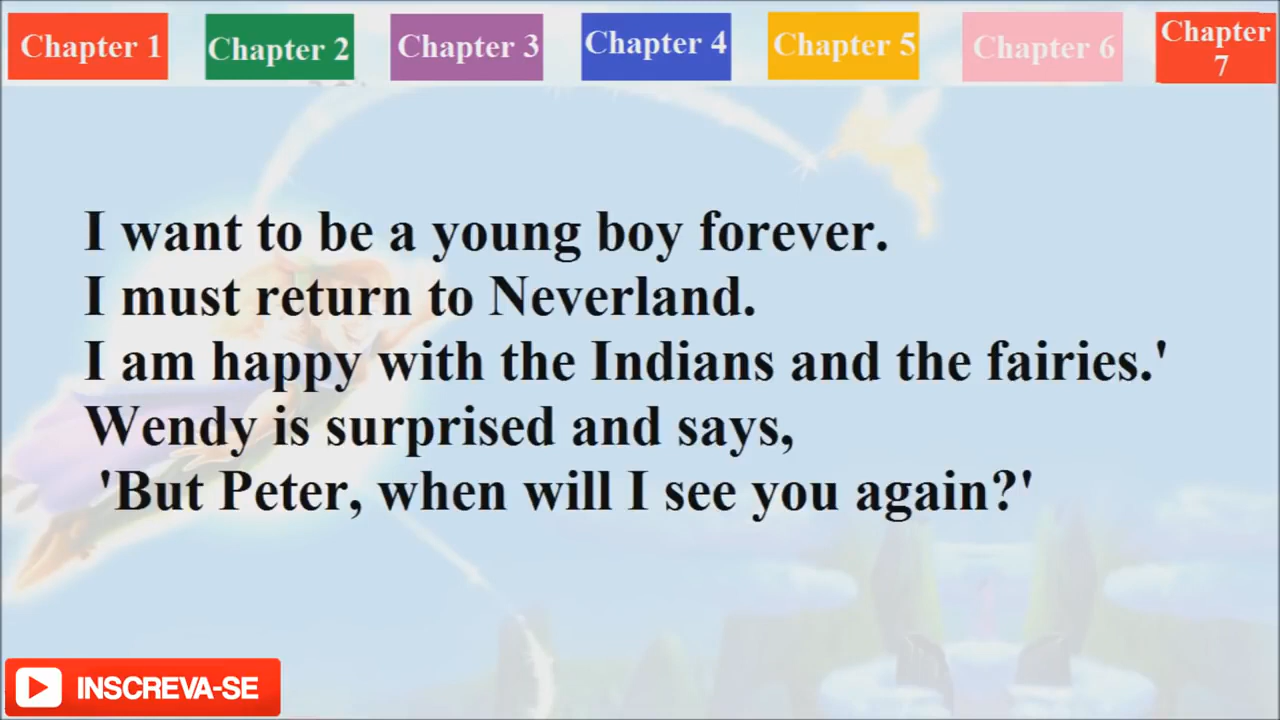 Chapter 1
Chapter 2
Chapter 3
Chapter 4
Chapter 5
Chapter 6
Chapter
7
I want to be a young boy forever.
I must return to Neverland.
I am happy with the Indians and the fairies.'
Wendy is surprised and says,
'But Peter, when will I see you again?'
INSCREVA-SE